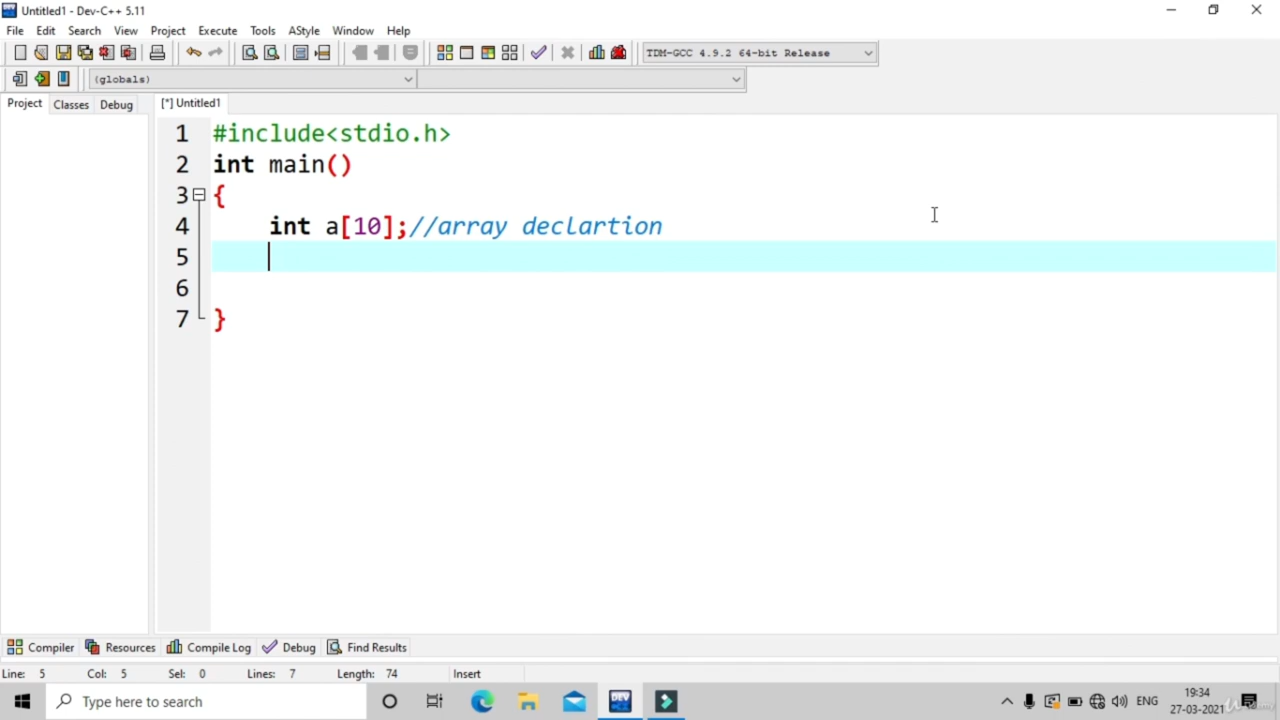 Untitled1 - Dev-C++ 5.11
File Edit Search View Project Execute Tools AStyle Window Help
TDM-GCC 4.9.2 64-bit Release
(globals)
Project Classes Debug [*] Untitled1
1 #include<stdio.h>
2 int main()
3 {
4 int a[10];//array declartion
5
6
7 }
Compiler Resources Compile Log Debug Find Results
Line: 5 Col: 5 Sel: 0 Lines: 7 Length: 74 Insert
DEV
Type here to search ENG 19:34
27-03-2021
Udemy